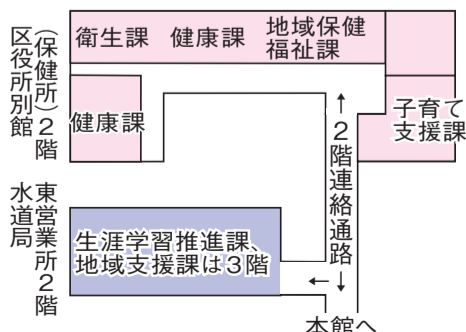 区役所別館
(保健所)2階
衛生課 健康課 地域保健
福祉課
健康課
子育て
支援課
↑2階連絡通路↓
水道局
東営業所2階
生涯学習推進課、
地域支援課は3階
←
本館へ